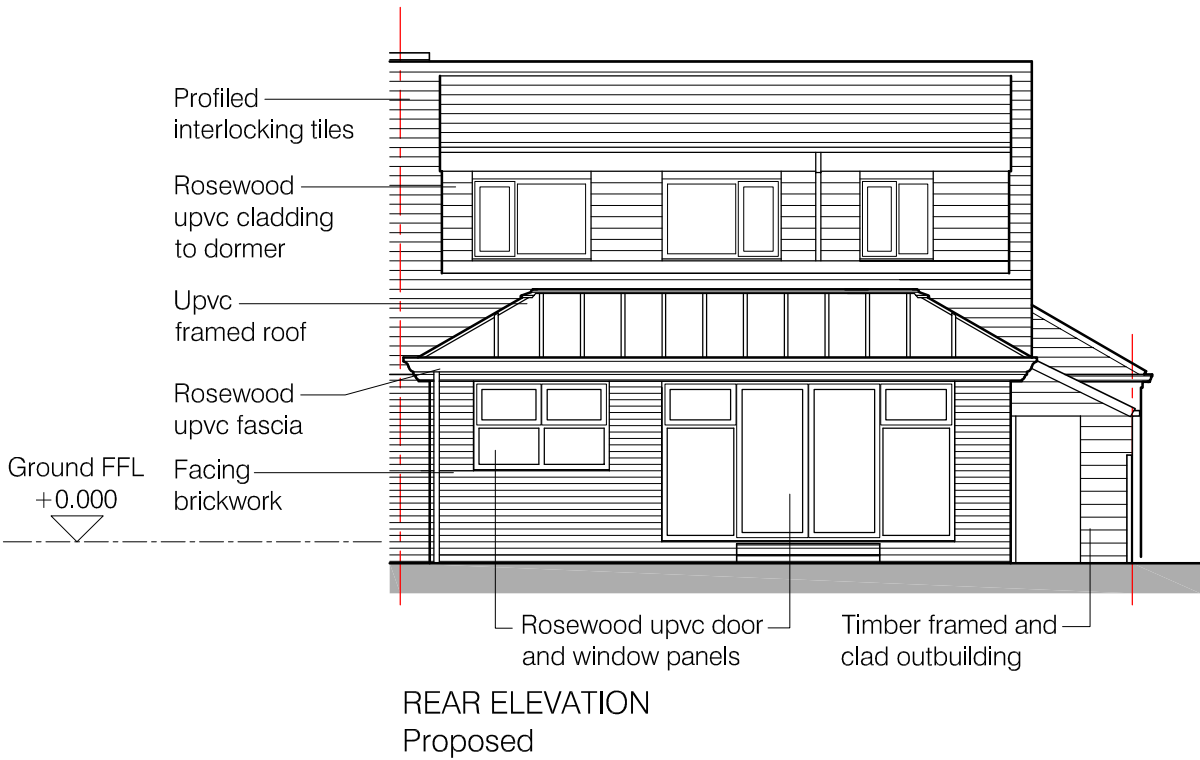 Profiled
interlocking tiles
Rosewood
upvc cladding
to dormer
Upvc
framed roof
Rosewood
upvc fascia
Ground FFL
+0.000
Facing
brickwork
Rosewood upvc door
and window panels
Timber framed and
clad outbuilding
REAR ELEVATION
Proposed